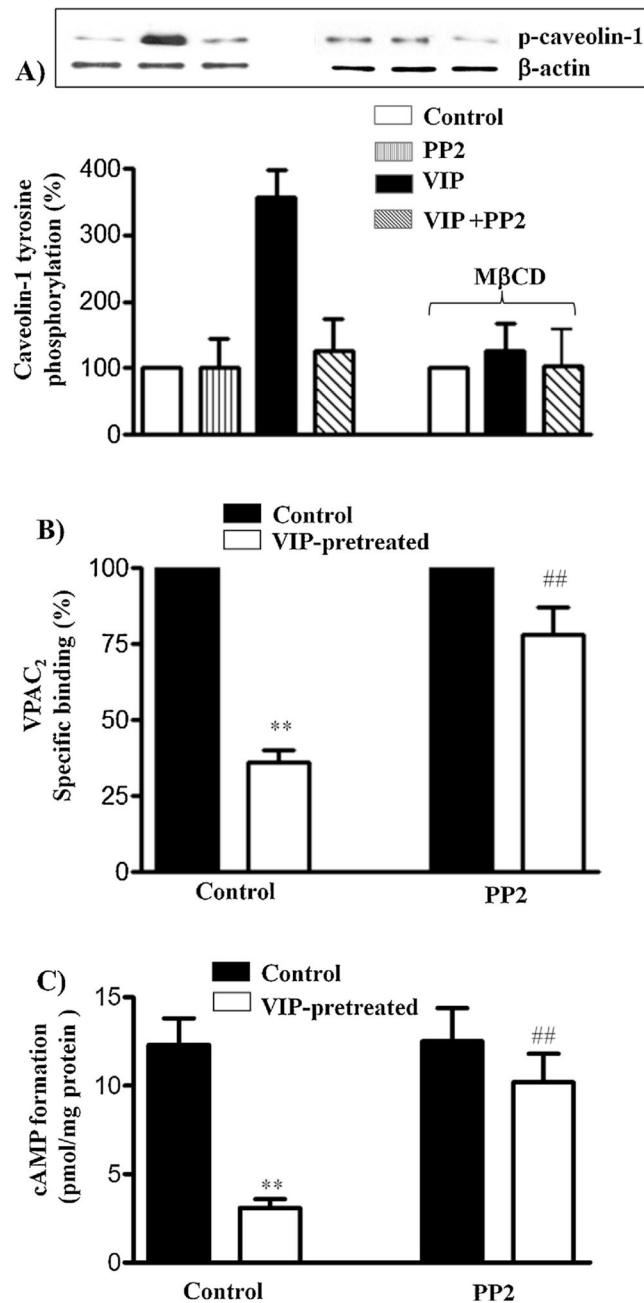 p-caveolin-1
A)
β-actin
Control
PP2
VIP
VIP +PP2
Caveolin-1 tyrosine
phosphorylation (%)
400
300
200
100
0
MβCD
B)
Control
VIP-pretreated
VPAC2
Specific binding (%)
100
75
50
25
0
**
##
Control
PP2
C)
Control
VIP-pretreated
cAMP formation
(pmol/mg protein )
15
10
5
0
**
##
Control
PP2